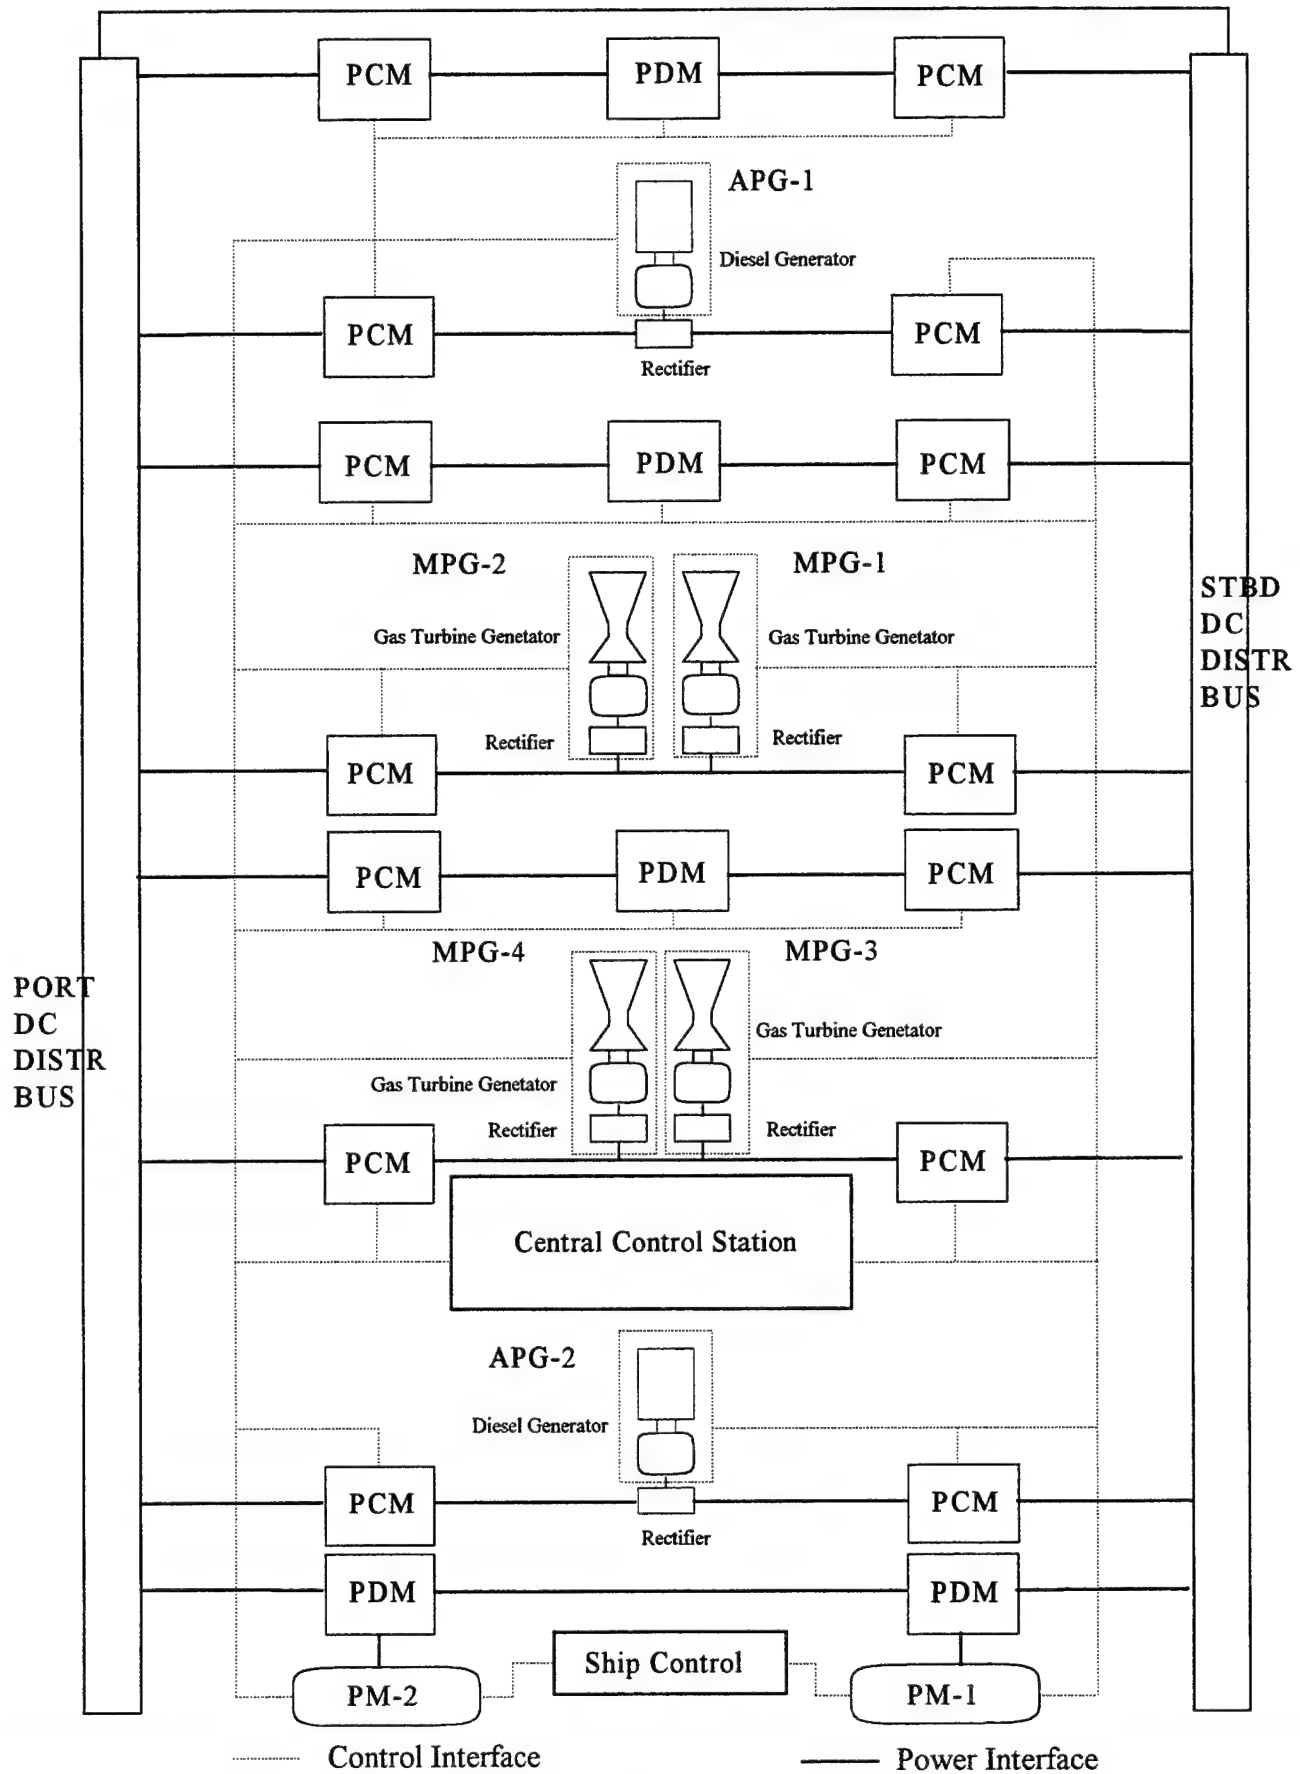 PCM
PDM
PCM
APG-1
Diesel Generator
PCM
PCM
Rectifier
PCM
PDM
PCM
MPG-2
MPG-1
STBD
DC
DISTR
BUS
Gas Turbine Genetator
Gas Turbine Genetator
Rectifier
Rectifier
PCM
PCM
PCM
PDM
PCM
MPG-4
MPG-3
PORT
DC
DISTR
BUS
Gas Turbine Genetator
Gas Turbine Genetator
Rectifier
Rectifier
PCM
PCM
Central Control Station
APG-2
Diesel Generator
PCM
PCM
Rectifier
PDM
PDM
Ship Control
PM-2
PM-1
Control Interface
Power Interface